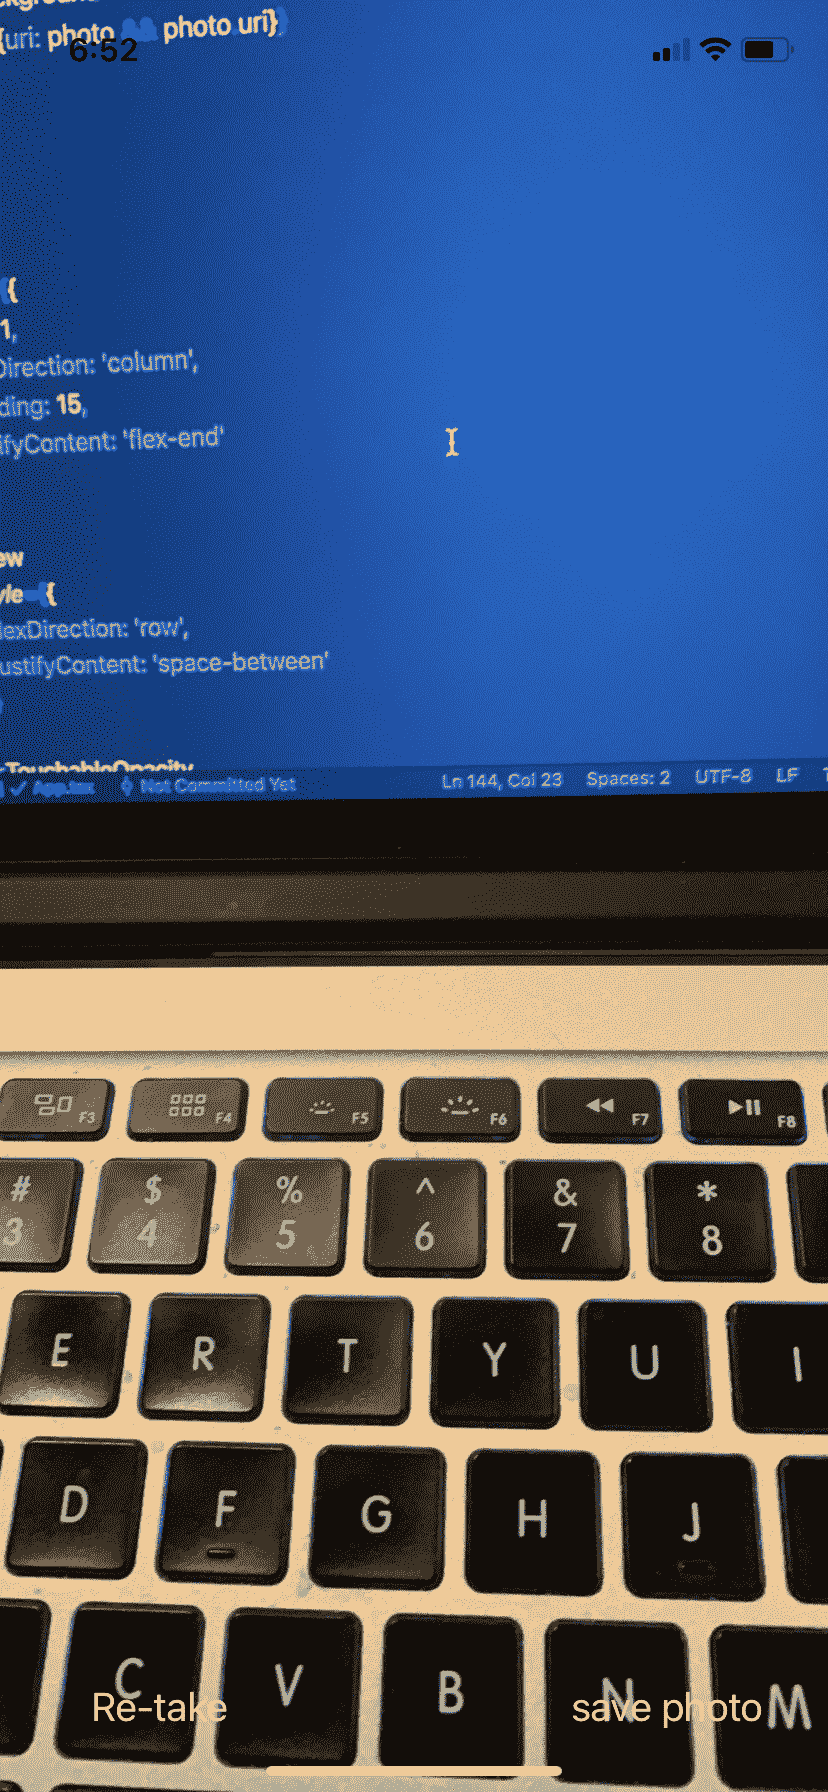 {uri: photo && photo.uri}
6:52
{
1,
Direction: 'column',
ding: 15,
ifyContent: 'flex-end'
ew
yle={
lexDirection: 'row',
ustifyContent: 'space-between'
TouchableOpacity
App.tsx Not Committed Yet Ln 144, Col 23 Spaces: 2 UTF-8 LF
F3 F4 F5 F6 F7 F8
# $ % ^ & *
3 4 5 6 7 8
E R T Y U I
D F G H J
C V B N M
Re-take save photo